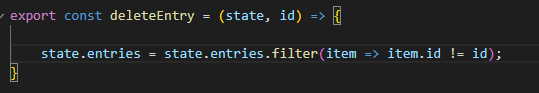 export const deleteEntry = (state, id) => {
state.entries = state.entries.filter(item => item.id != id);
}